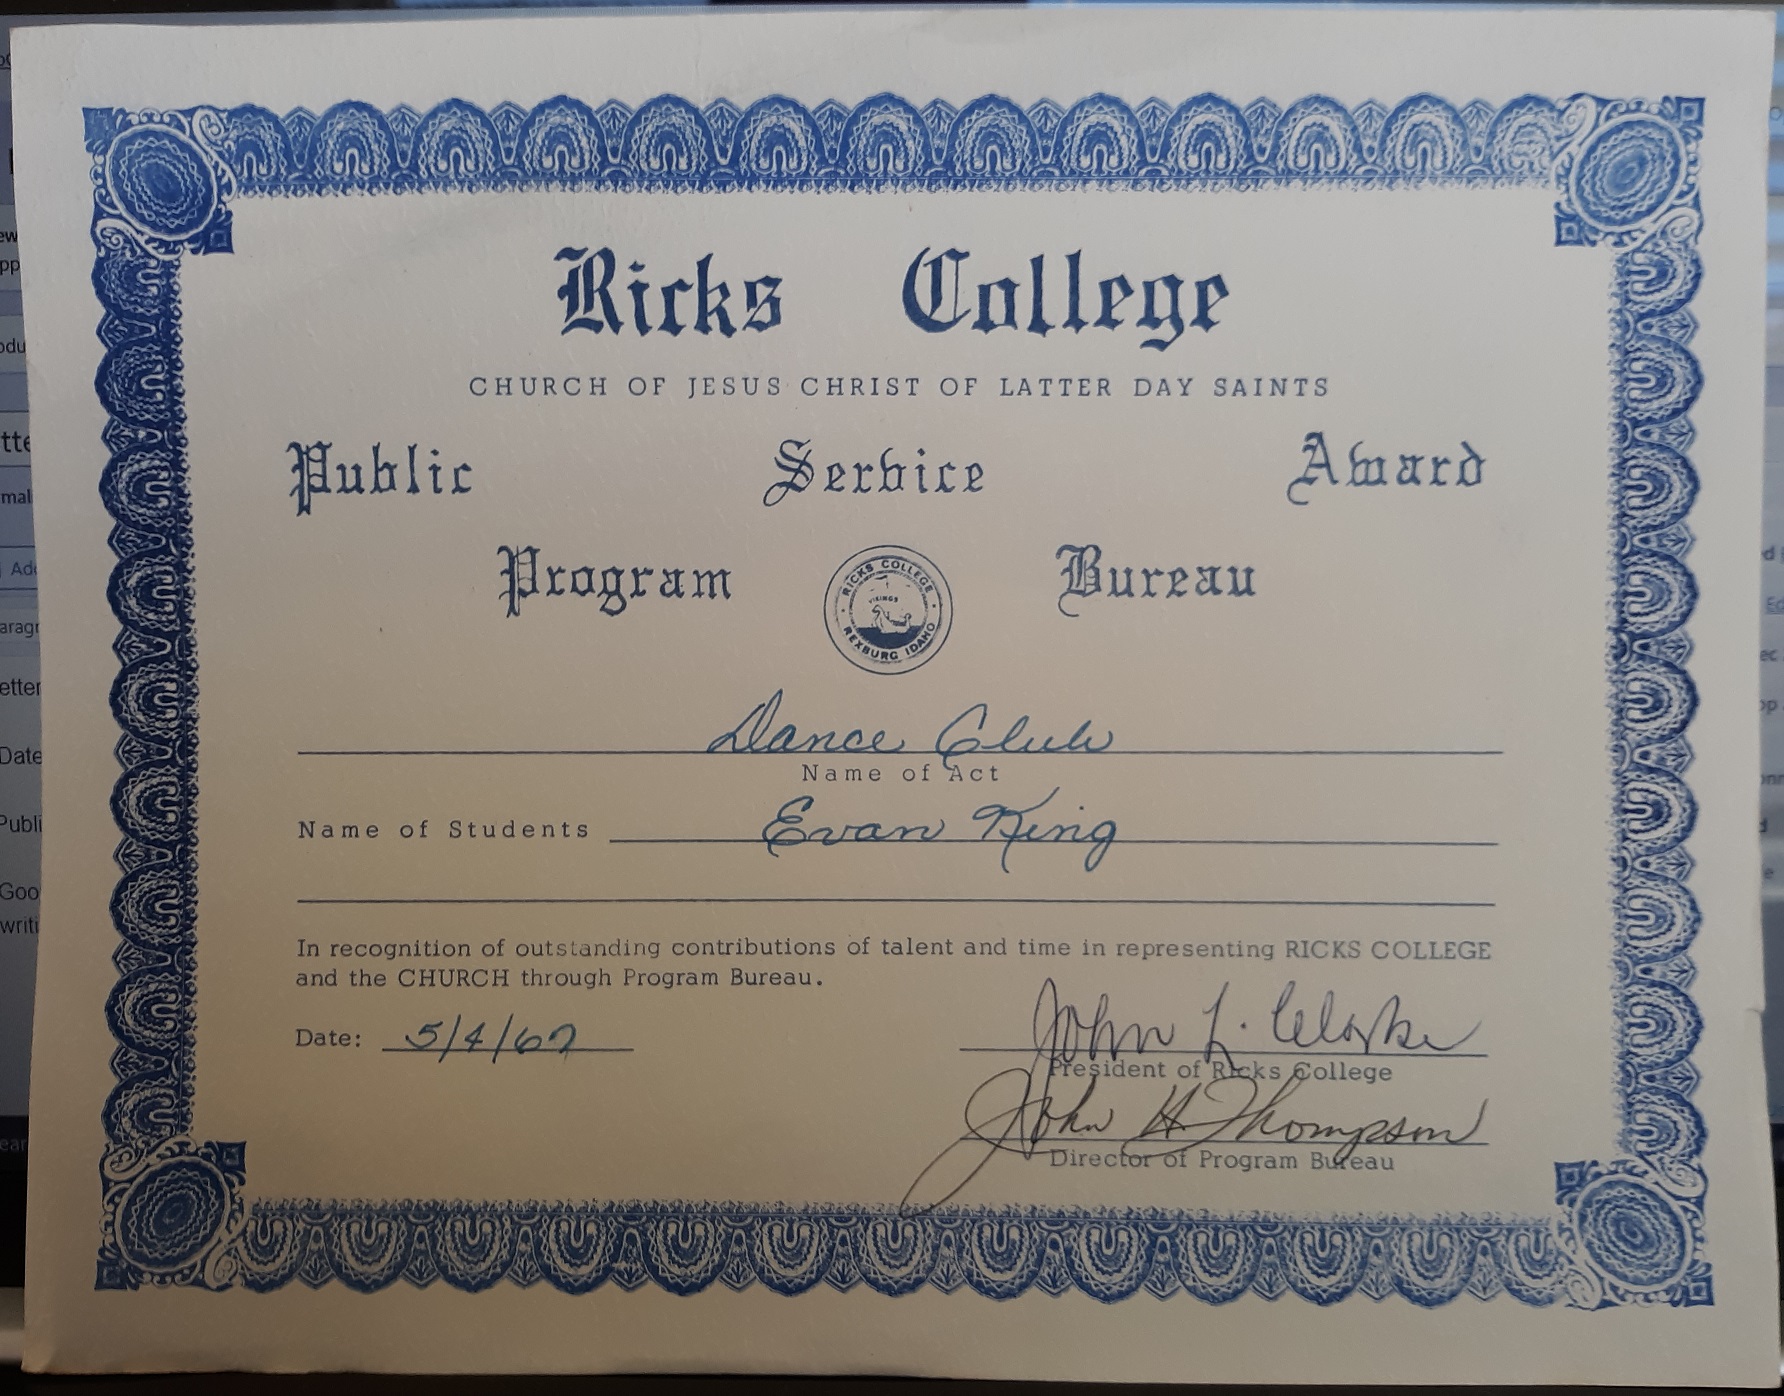 Ricks College
CHURCH OF JESUS CHRIST OF LATTER DAY SAINTS
Public Service Award
Program Bureau
RICKS COLLEGE
VIKINGS
REXBURG IDAHO
Dance Club
Name of Act
Name of Students Evan King
In recognition of outstanding contributions of talent and time in representing RICKS COLLEGE
and the CHURCH through Program Bureau.
Date: 5/4/67
John L. Clarke
President of Ricks College
John H Thompson
Director of Program Bureau